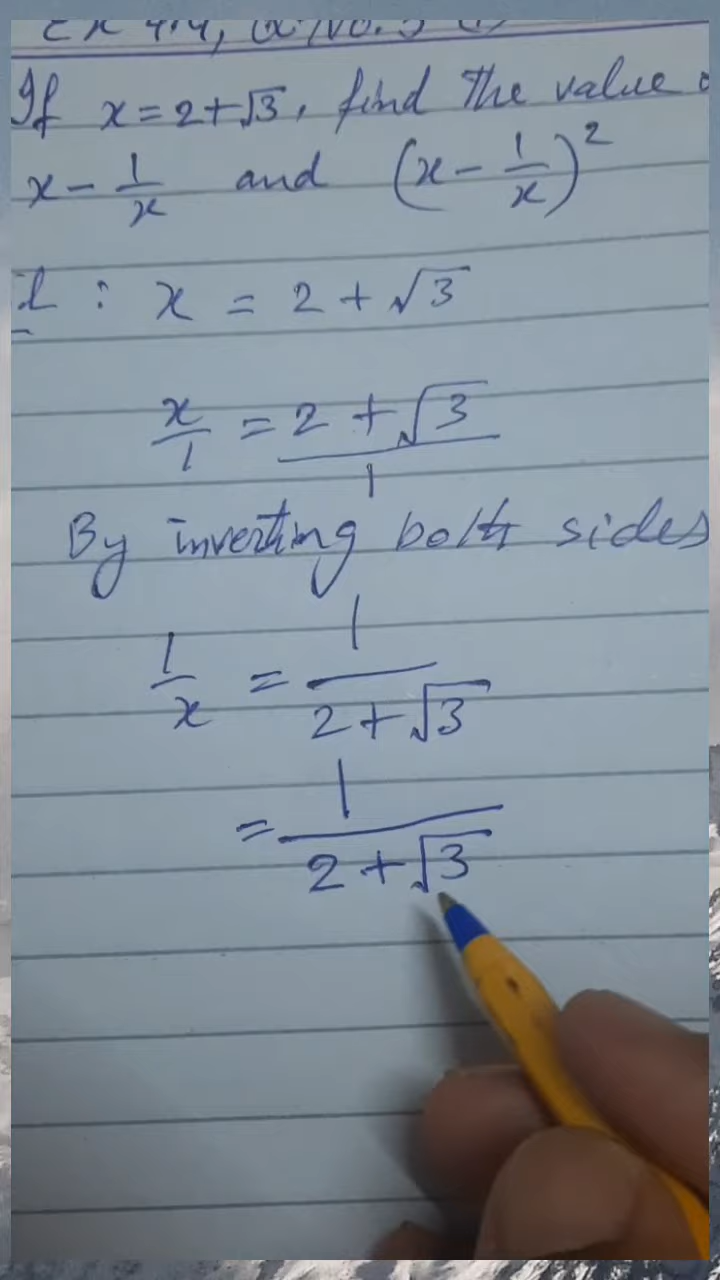 If x = 2 + √3, find the value
x - 1/x and (x - 1/x)²
: x = 2 + √3
x/1 = (2 + √3)/1
By inverting both sides
1/x = 1/(2 + √3)
= 1/(2 + √3)